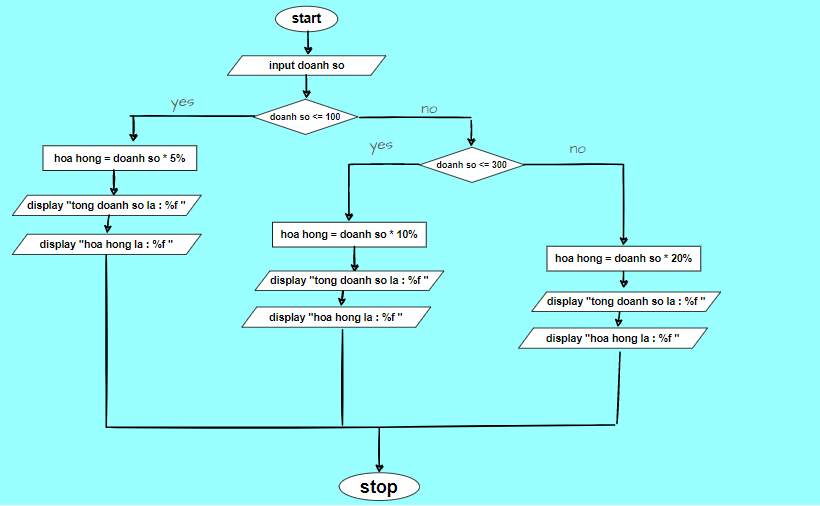 start
input doanh so
doanh so <= 100
yes
no
hoa hong = doanh so * 5%
display "tong doanh so la : %f "
display "hoa hong la : %f "
doanh so <= 300
yes
no
hoa hong = doanh so * 10%
display "tong doanh so la : %f "
display "hoa hong la : %f "
hoa hong = doanh so * 20%
display "tong doanh so la : %f "
display "hoa hong la : %f "
stop